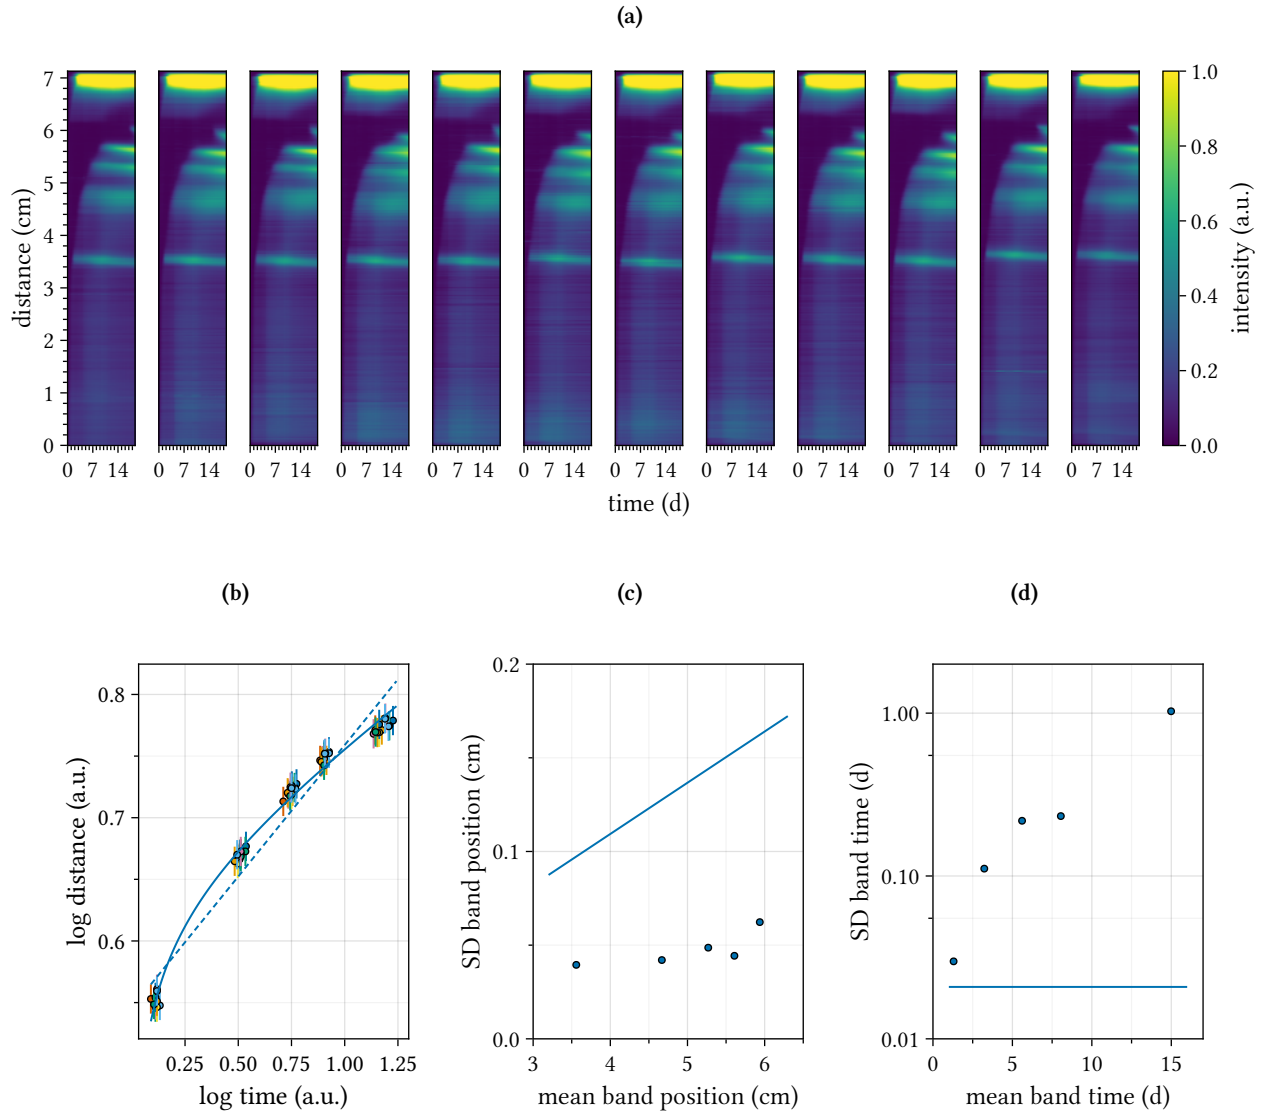 (a)
distance (cm)
7
6
5
4
3
2
1
0
0 7 14 0 7 14 0 7 14 0 7 14 0 7 14 0 7 14 0 7 14 0 7 14 0 7 14 0 7 14 0 7 14 0 7 14
time (d)
1.0
0.8
0.6
0.4
0.2
0.0
intensity (a.u.)
(b)
log distance (a.u.)
0.8
0.7
0.6
0.25 0.50 0.75 1.00 1.25
log time (a.u.)
(c)
SD band position (cm)
0.2
0.1
0.0
3 4 5 6
mean band position (cm)
(d)
SD band time (d)
1.00
0.10
0.01
0 5 10 15
mean band time (d)